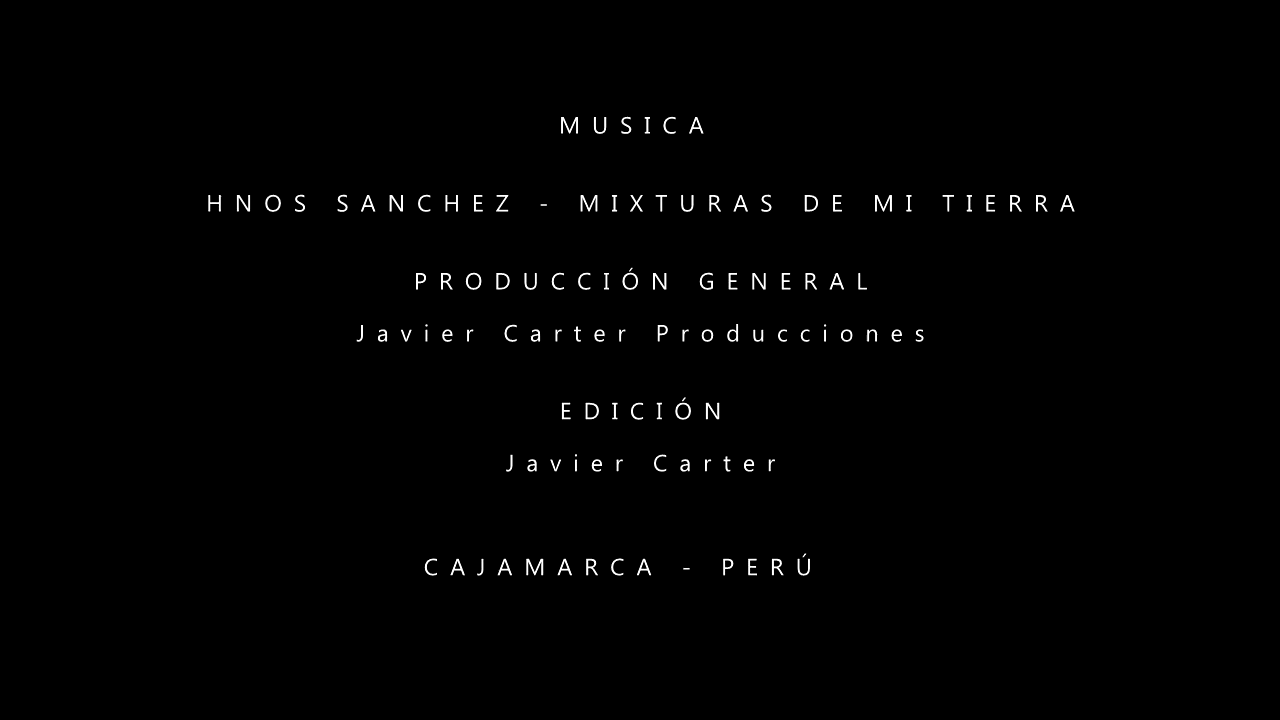 MUSICA
HNOS SANCHEZ - MIXTURAS DE MI TIERRA
PRODUCCIÓN GENERAL
Javier Carter Producciones
EDICIÓN
Javier Carter
CAJAMARCA - PERÚ